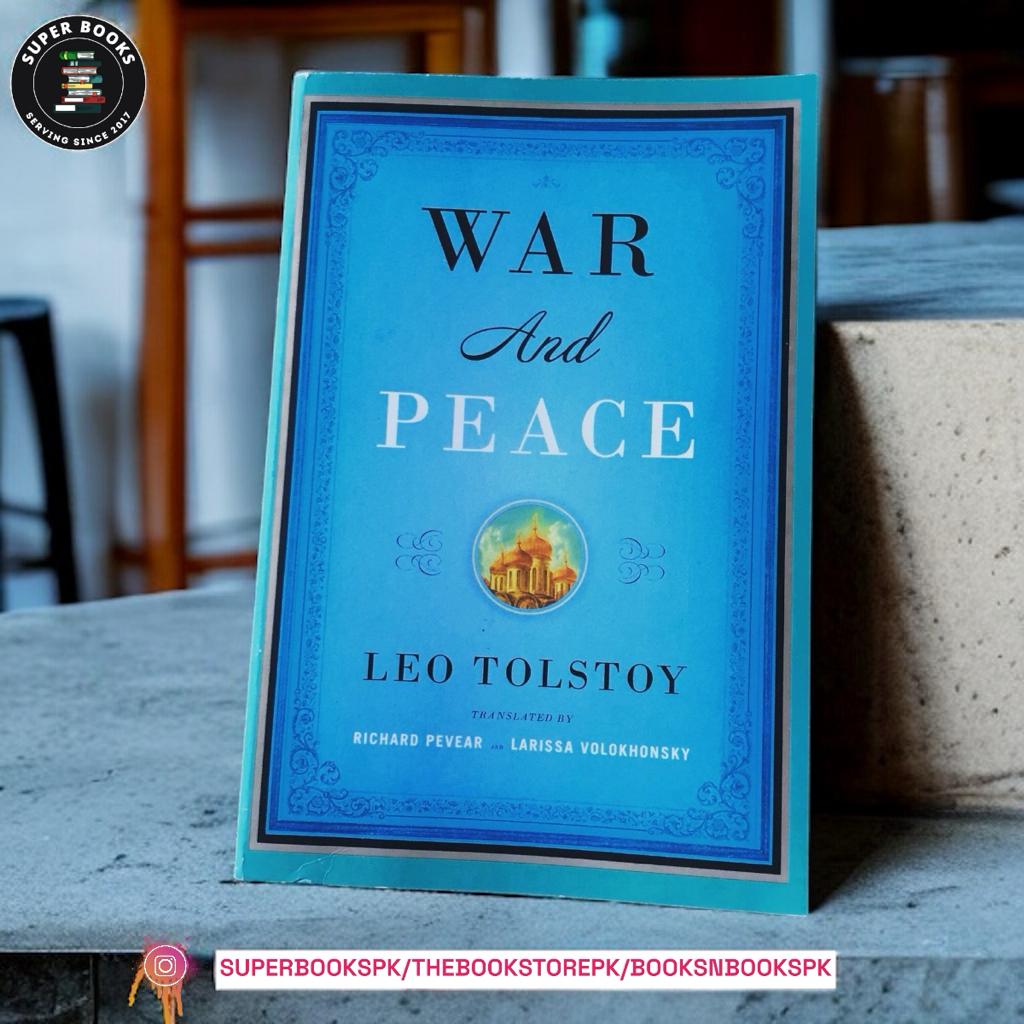 SUPER BOOKS
SERVING SINCE 2017
WAR
And
PEACE
LEO TOLSTOY
TRANSLATED BY
RICHARD PEVEAR AND LARISSA VOLOKHONSKY
SUPERBOOKSPK/THEBOOKSTOREPK/BOOKSNBOOKSPK